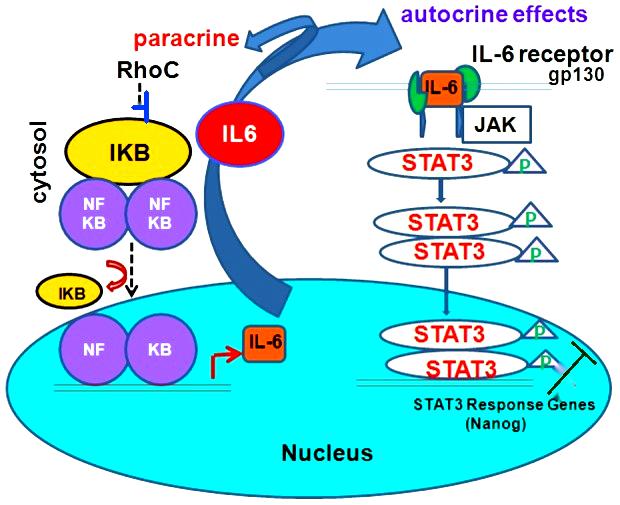 autocrine effects
paracrine
RhoC
IL-6 receptor
gp130
IL-6
JAK
cytosol
IKB
IL6
STAT3
P
NF
KB
NF
KB
STAT3
P
STAT3
P
IKB
NF
KB
IL-6
STAT3
P
STAT3
P
STAT3 Response Genes
(Nanog)
Nucleus